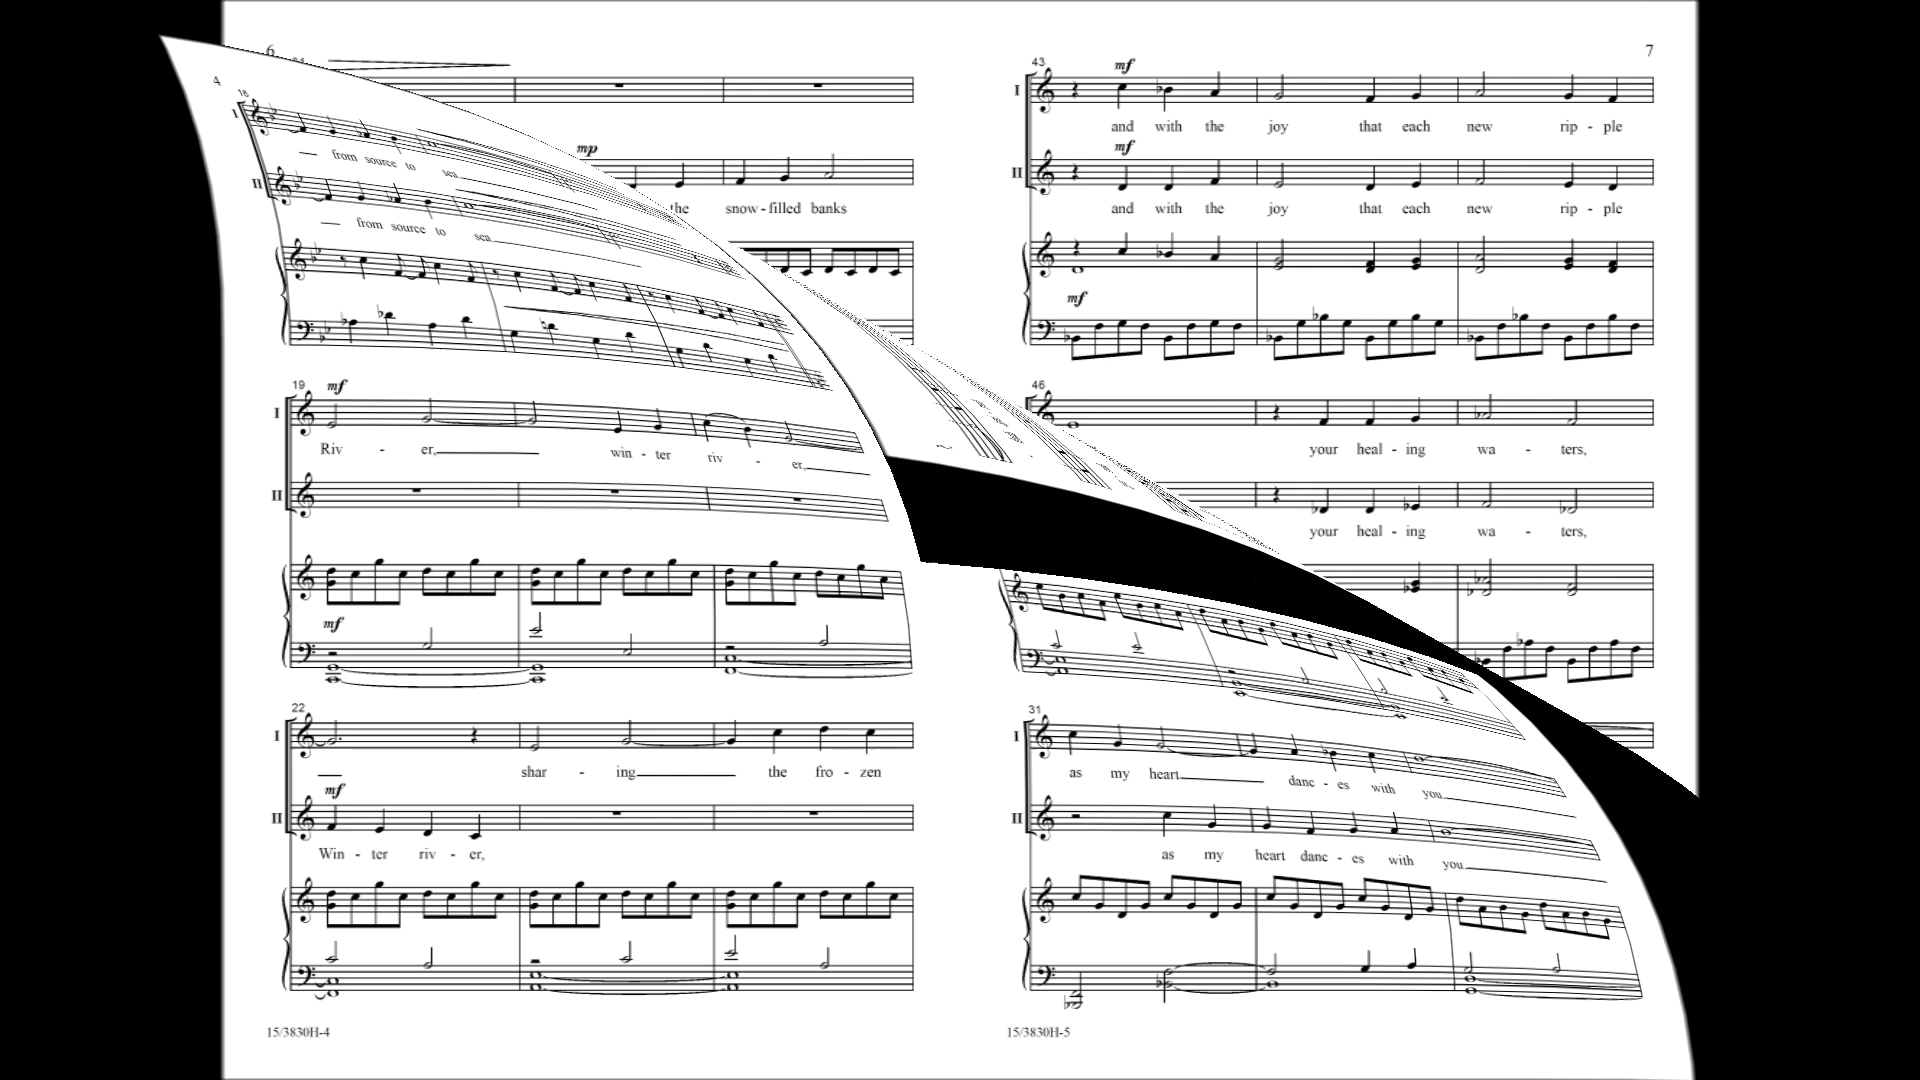 6
4
16
I
from source to sea
II
from source to sea
mp
the snow - filled banks
19
mf
I
Riv - er, win - ter riv - er,
II
mf
22
I
shar - ing the fro - zen
mf
II
Win - ter riv - er,
15/3830H-4
7
43
mf
I
and with the joy that each new rip - ple
mf
II
and with the joy that each new rip - ple
mf
46
your heal - ing wa - ters,
your heal - ing wa - ters,
31
I
as my heart danc - es with you
II
as my heart danc - es with you
15/3830H-5